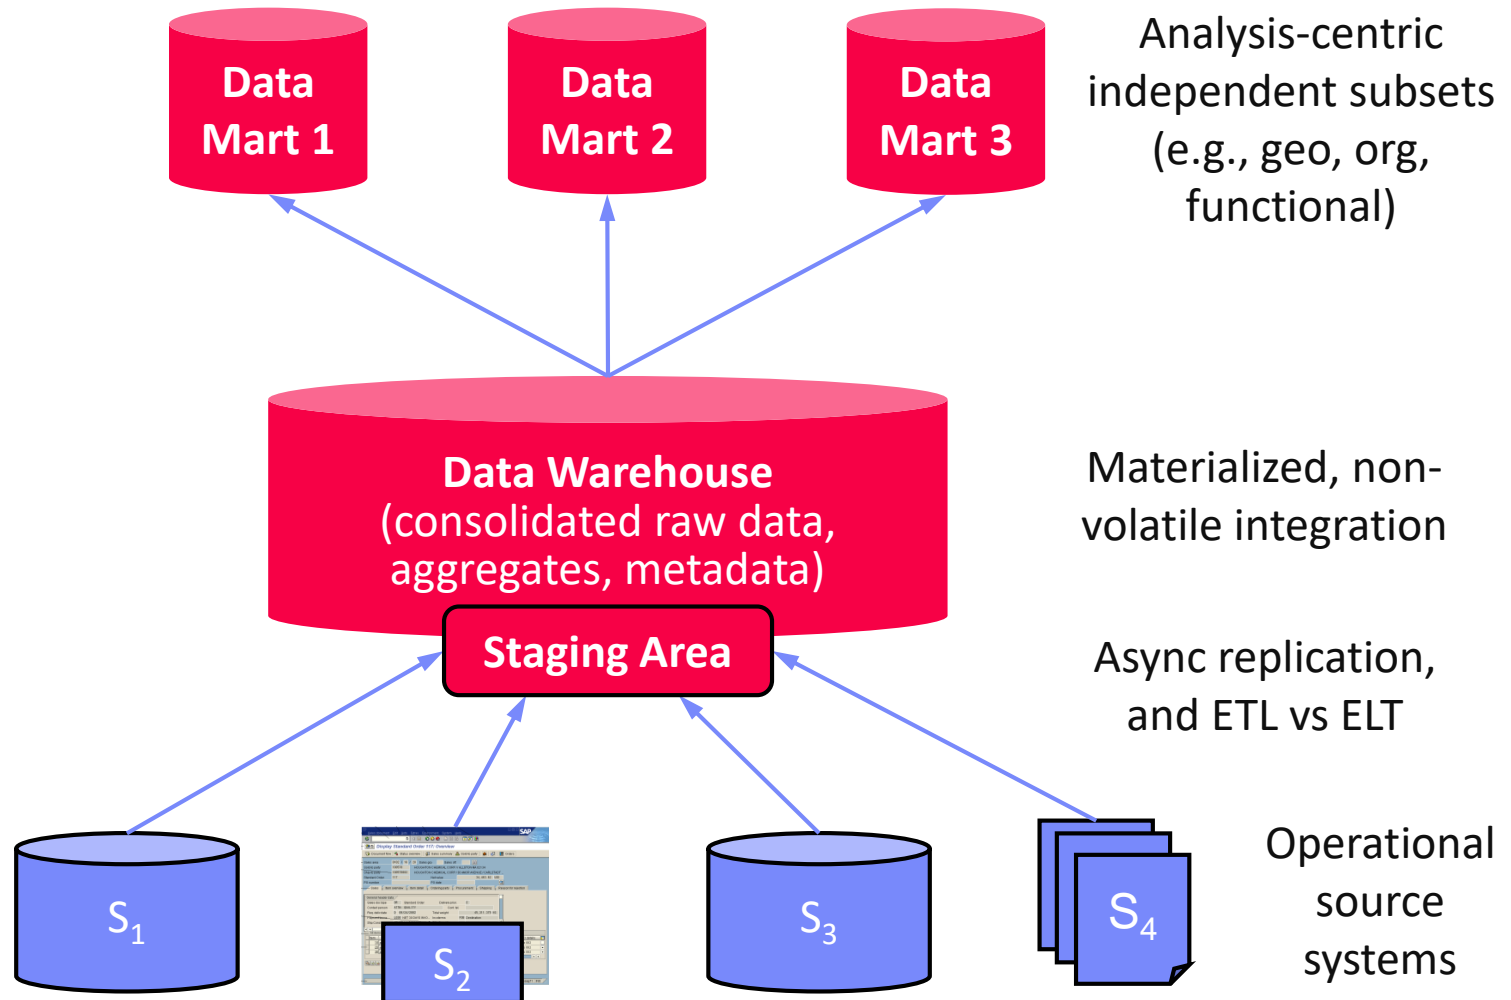 Data
Mart 1
Data
Mart 2
Data
Mart 3
Analysis-centric
independent subsets
(e.g., geo, org,
functional)
Data Warehouse
(consolidated raw data,
aggregates, metadata)
Materialized, non-
volatile integration
Staging Area
Async replication,
and ETL vs ELT
S1
SAP
S2
S3
S4
Operational
source
systems